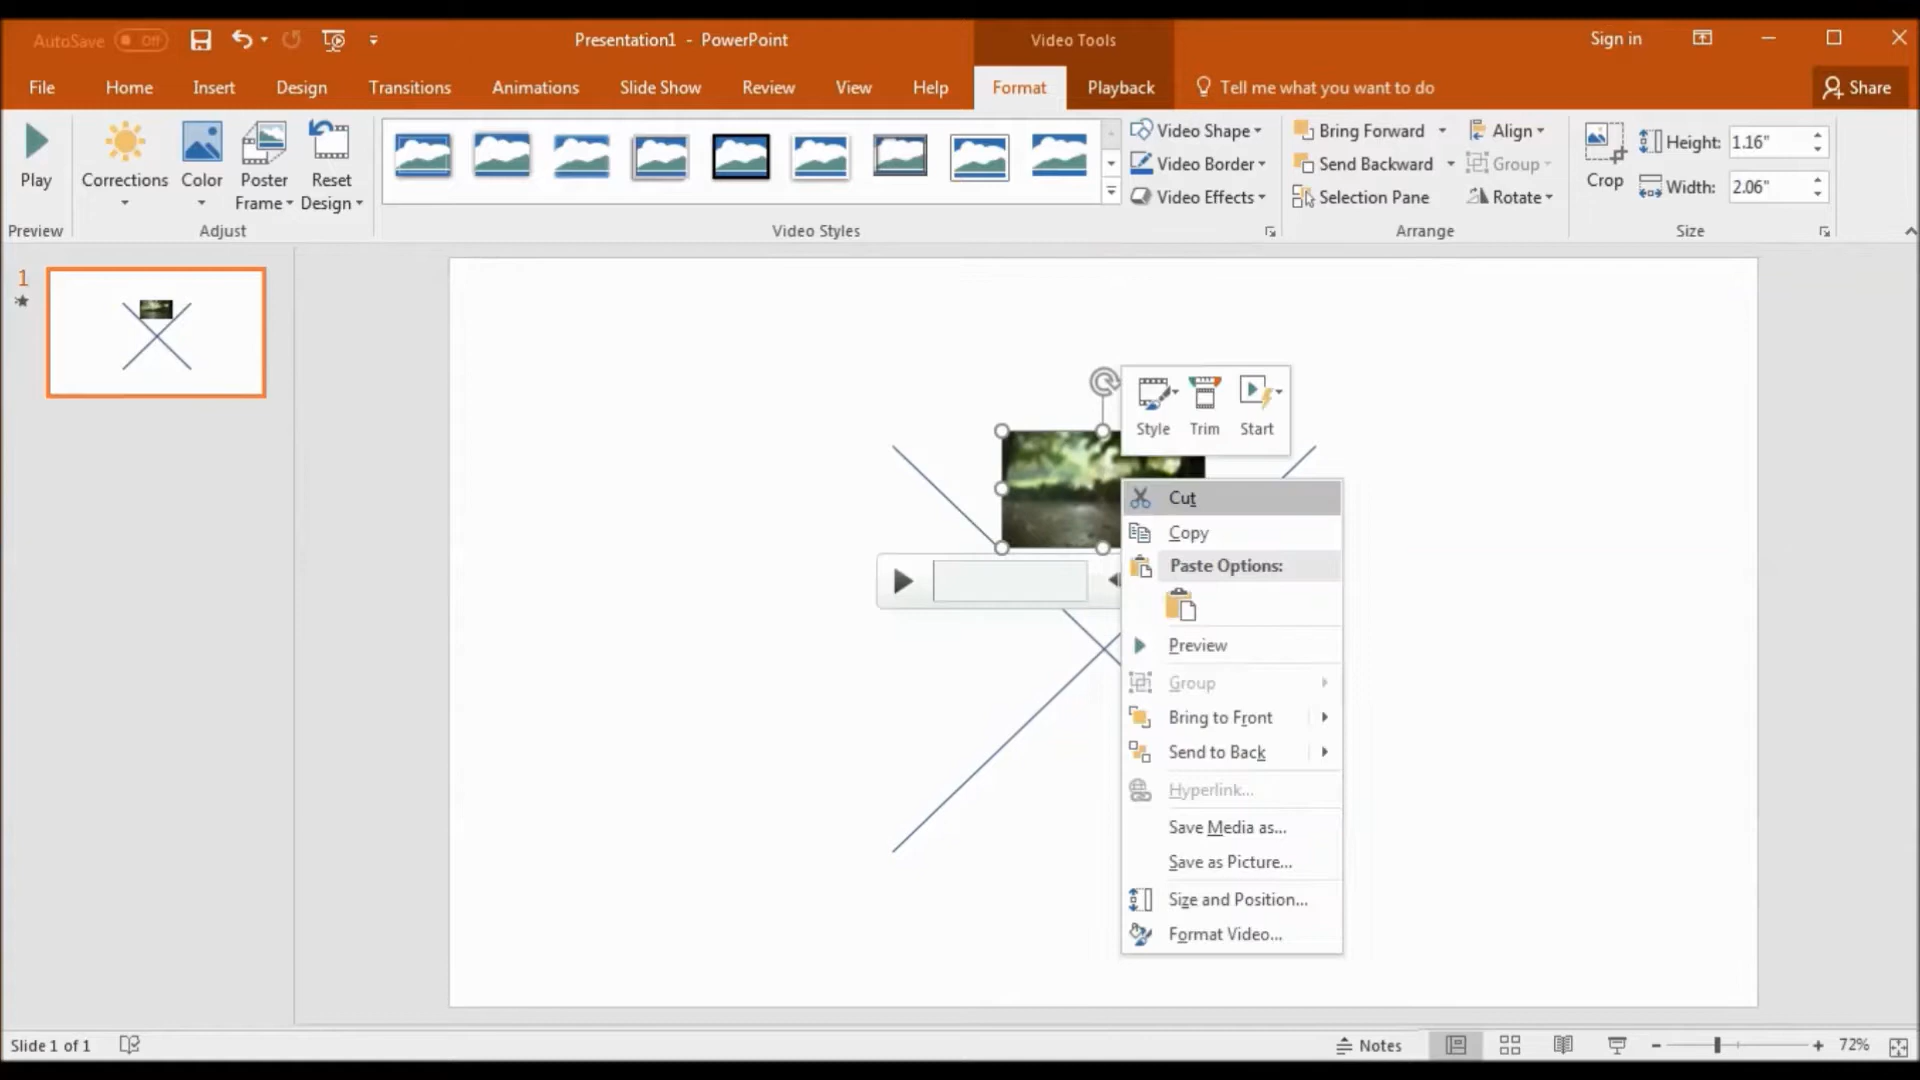 AutoSave Off
Presentation1 - PowerPoint
Video Tools
Sign in
File Home Insert Design Transitions Animations Slide Show Review View Help Format Playback Tell me what you want to do Share
Play
Preview
Corrections
Color
Poster Frame
Reset Design
Adjust
Video Styles
Video Shape
Video Border
Video Effects
Bring Forward
Send Backward
Selection Pane
Align
Group
Rotate
Arrange
Crop
Height: 1.16"
Width: 2.06"
Size
1
Style Trim Start
Cut
Copy
Paste Options:
Preview
Group
Bring to Front
Send to Back
Hyperlink...
Save Media as...
Save as Picture...
Size and Position...
Format Video...
Slide 1 of 1
Notes
72%